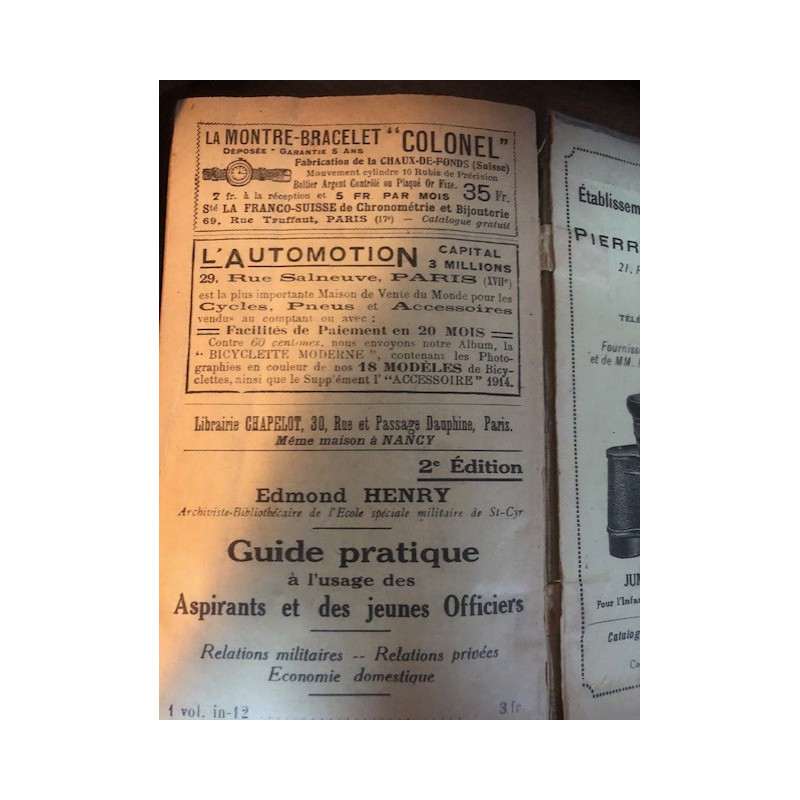 LA MONTRE-BRACELET "COLONEL"
DÉPOSÉE - GARANTIE 5 ANS
Fabrication de la CHAUX-DE-FONDS (Suisse)
Mouvement cylindre 10 Rubis de Précision
Boîtier Argent Contrôlé ou Plaqué Or Fixe. 35 Fr.
7 fr. à la réception et 5 FR. PAR MOIS
Sté LA FRANCO-SUISSE de Chronométrie et Bijouterie
69, Rue Truffaut, PARIS (17e) — Catalogue gratuit
L'AUTOMOTION CAPITAL 3 MILLIONS
29, Rue Salneuve, PARIS (XVIIe)
est la plus importante Maison de Vente du Monde pour les
Cycles, Pneus et Accessoires
vendus au comptant ou avec :
Facilités de Paiement en 20 MOIS
Contre 60 centimes, nous envoyons notre Album, la
" BICYCLETTE MODERNE ", contenant les Photo-
graphies en couleur de nos 18 MODÈLES de Bicy-
clettes, ainsi que le Supp'ément l' "ACCESSOIRE" 1914.
Librairie CHAPELOT, 30, Rue et Passage Dauphine, Paris.
Même maison à NANCY
2e Édition
Edmond HENRY
Archiviste-Bibliothécaire de l'Ecole spéciale militaire de St-Cyr
Guide pratique
à l'usage des
Aspirants et des jeunes Officiers
Relations militaires -- Relations privées
Economie domestique
1 vol. in-12 3 fr.
Établissem
PIERR
21, R
TÉLÉ
Fourniss
et de MM.
JUM
Pour l'Infa
Catalog
Co